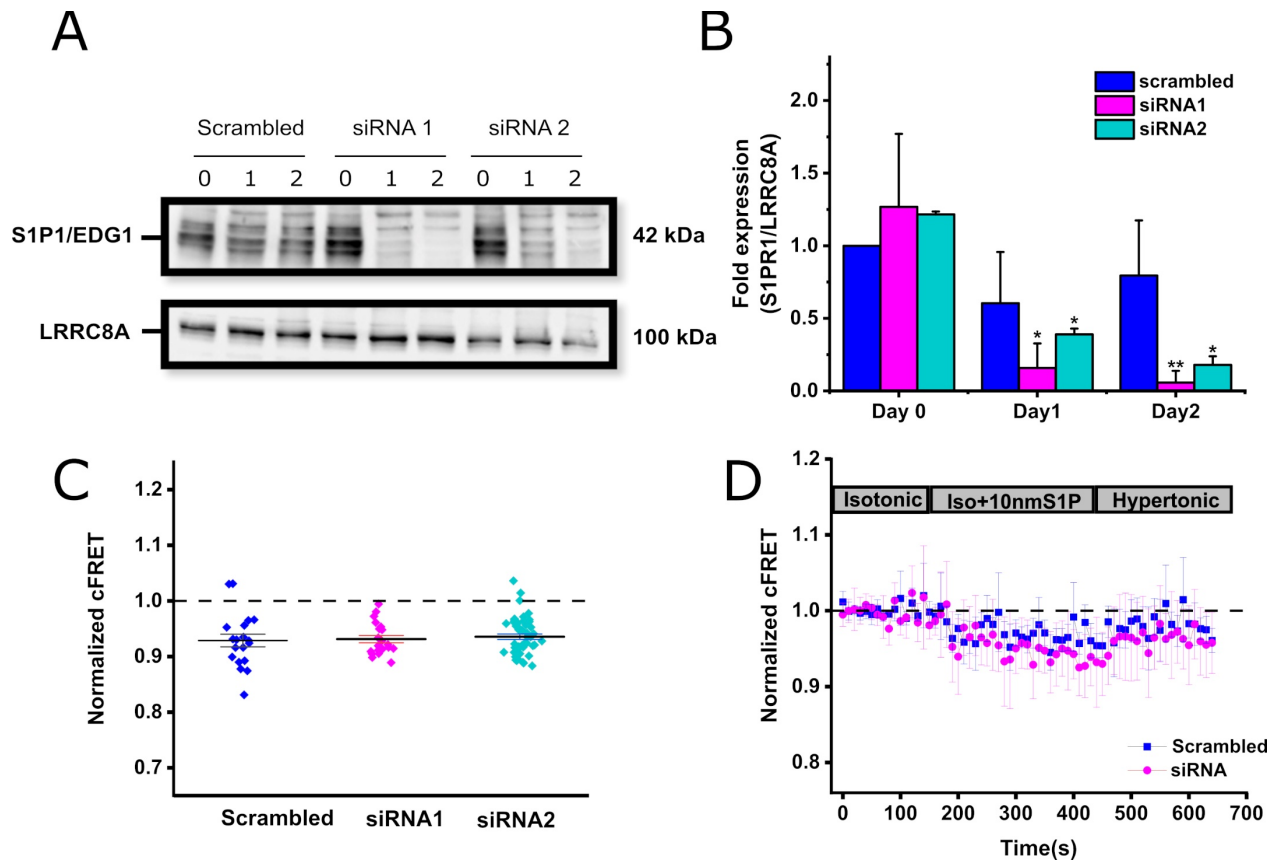 A
Scrambled siRNA 1 siRNA 2
0 1 2 0 1 2 0 1 2
S1P1/EDG1 42 kDa
LRRC8A 100 kDa
B
Fold expression
(S1PR1/LRRC8A)
2.0
1.5
1.0
0.5
0.0
scrambled
siRNA1
siRNA2
* * ** *
Day 0 Day1 Day2
C
Normalized cFRET
1.2
1.1
1.0
0.9
0.8
0.7
Scrambled siRNA1 siRNA2
D
Normalized cFRET
1.2
1.1
1.0
0.9
0.8
Isotonic Iso+10nmS1P Hypertonic
Scrambled
siRNA
0 100 200 300 400 500 600 700
Time(s)